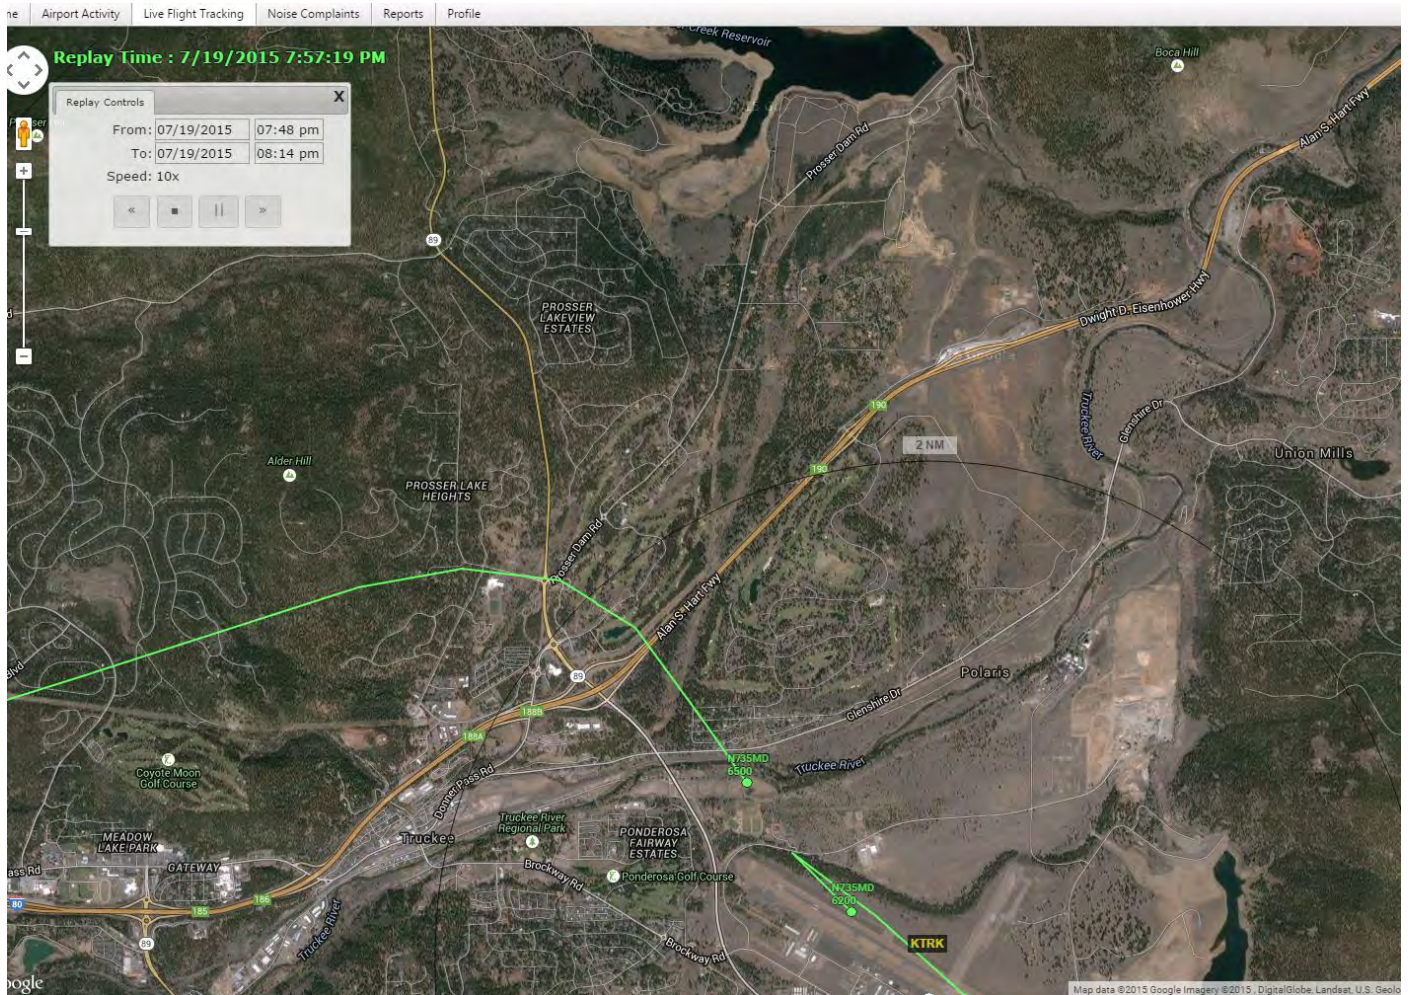 Airport Activity
Live Flight Tracking
Noise Complaints
Reports
Profile
Replay Time : 7/19/2015 7:57:19 PM
Replay Controls
X
From: 07/19/2015 07:48 pm
To: 07/19/2015 08:14 pm
Speed: 10x
Creek Reservoir
Boca Hill
Alan S. Hart Fwy
Prosser Dam Rd
89
PROSSER
LAKEVIEW
ESTATES
Dwight D. Eisenhower Hwy
190
Truckee River
Glenshire Dr
2 NM
Union Mills
Alder Hill
190
PROSSER LAKE
HEIGHTS
Prosser Dam Rd
Alan S. Hart Fwy
Blvd
89
Polaris
Glenshire Dr
188B
188A
N735MD
6500
Truckee River
Coyote Moon
Golf Course
Donner Pass Rd
Truckee River
Regional Park
Truckee
PONDEROSA
FAIRWAY
ESTATES
MEADOW
LAKE PARK
GATEWAY
Brockway Rd
Ponderosa Golf Course
N735MD
6200
80
185
186
89
Truckee River
Brockway Rd
KTRK
Map data ©2015 Google Imagery ©2015 , DigitalGlobe, Landsat, U.S. Geolo